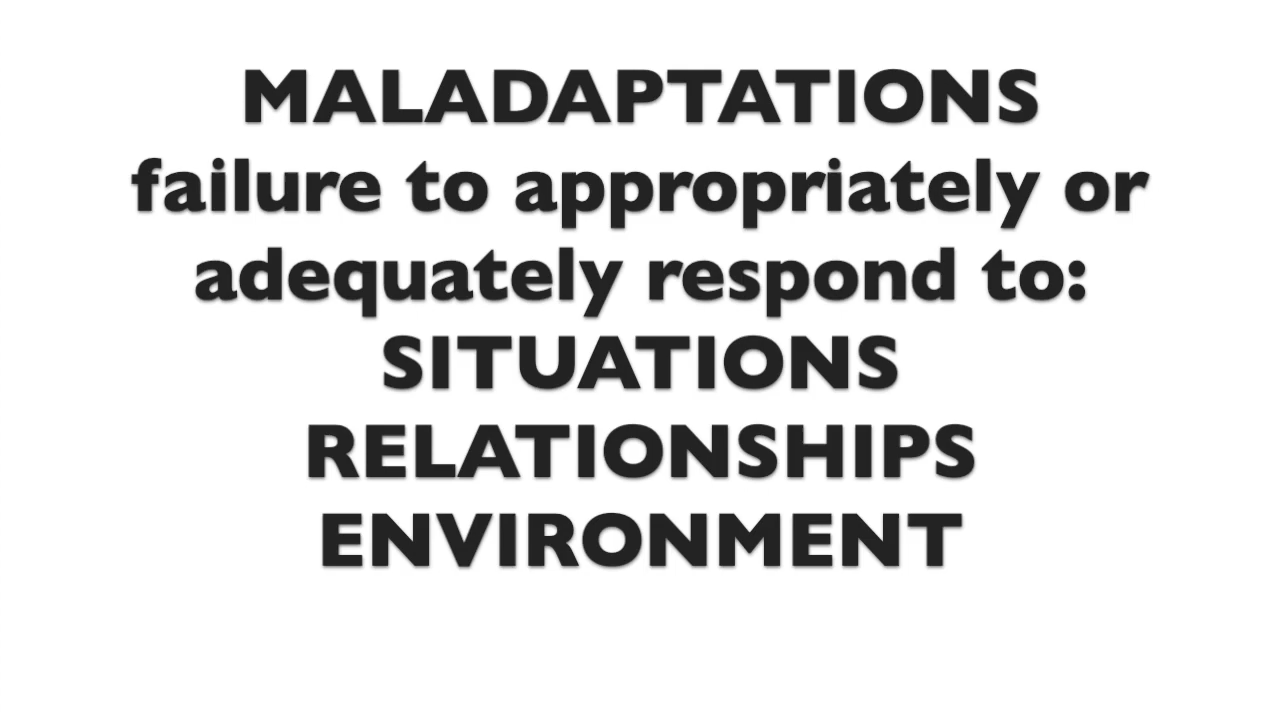 MALADAPTATIONS
failure to appropriately or
adequately respond to:
SITUATIONS
RELATIONSHIPS
ENVIRONMENT